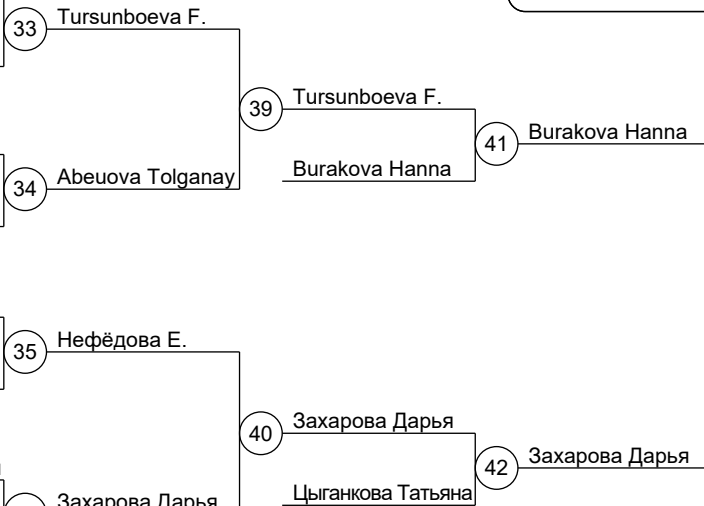 33
Tursunboeva F.
39
Tursunboeva F.
41
Burakova Hanna
Burakova Hanna
34
Abeuova Tolganay
35
Нефёдова Е.
40
Захарова Дарья
42
Захарова Дарья
Цыганкова Татьяна
Захарова Дарья